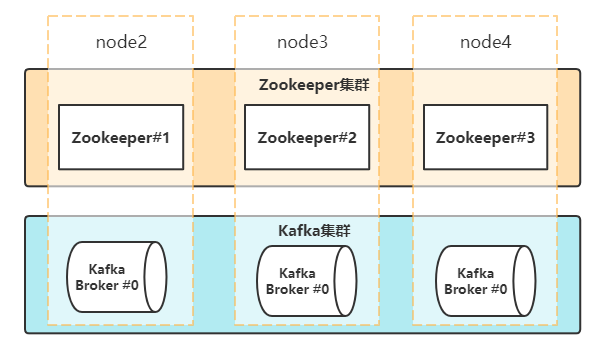 node2
node3
node4
Zookeeper集群
Zookeeper#1
Zookeeper#2
Zookeeper#3
Kafka集群
Kafka
Broker #0
Kafka
Broker #0
Kafka
Broker #0